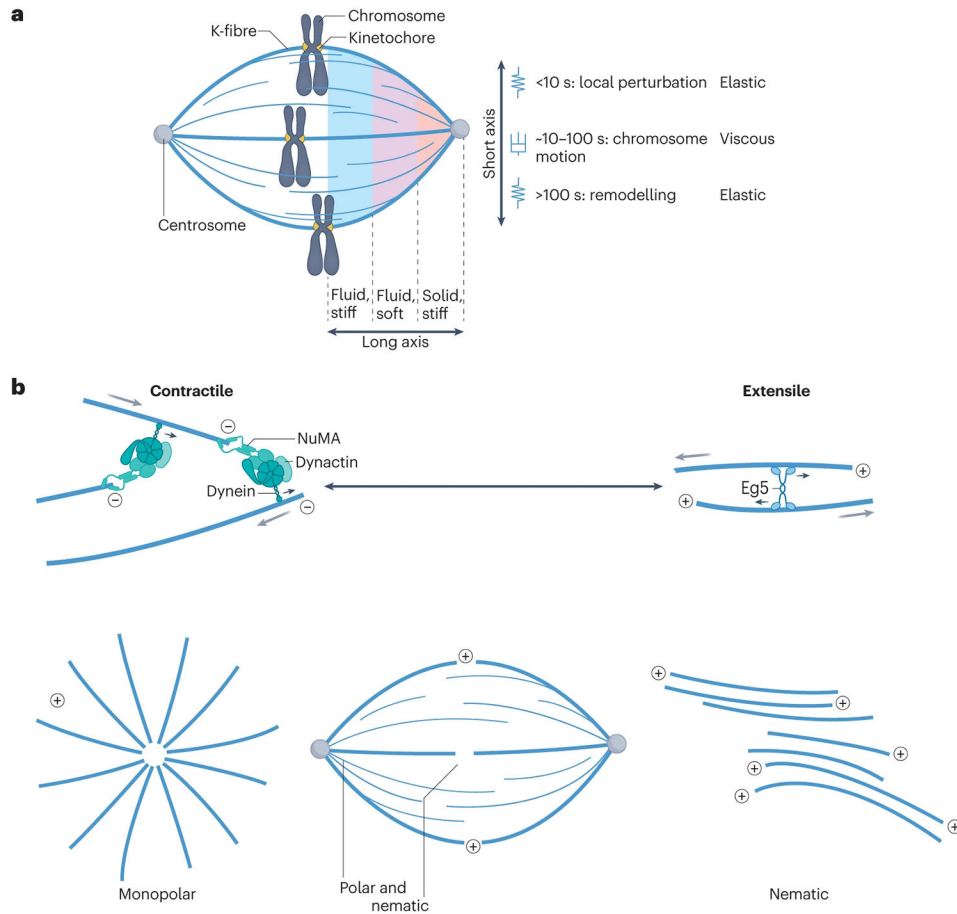 a
Chromosome
K-fibre
Kinetochore
Centrosome
Fluid,
stiff
Fluid,
soft
Solid,
stiff
Long axis
Short axis
<10 s: local perturbation Elastic
~10–100 s: chromosome Viscous
motion
>100 s: remodelling Elastic
b
Contractile
Extensile
−
NuMA
Dynactin
Dynein
−
−
+
Eg5
+
+
Monopolar
+
+
Polar and
nematic
+
+
+
+
+
+
Nematic